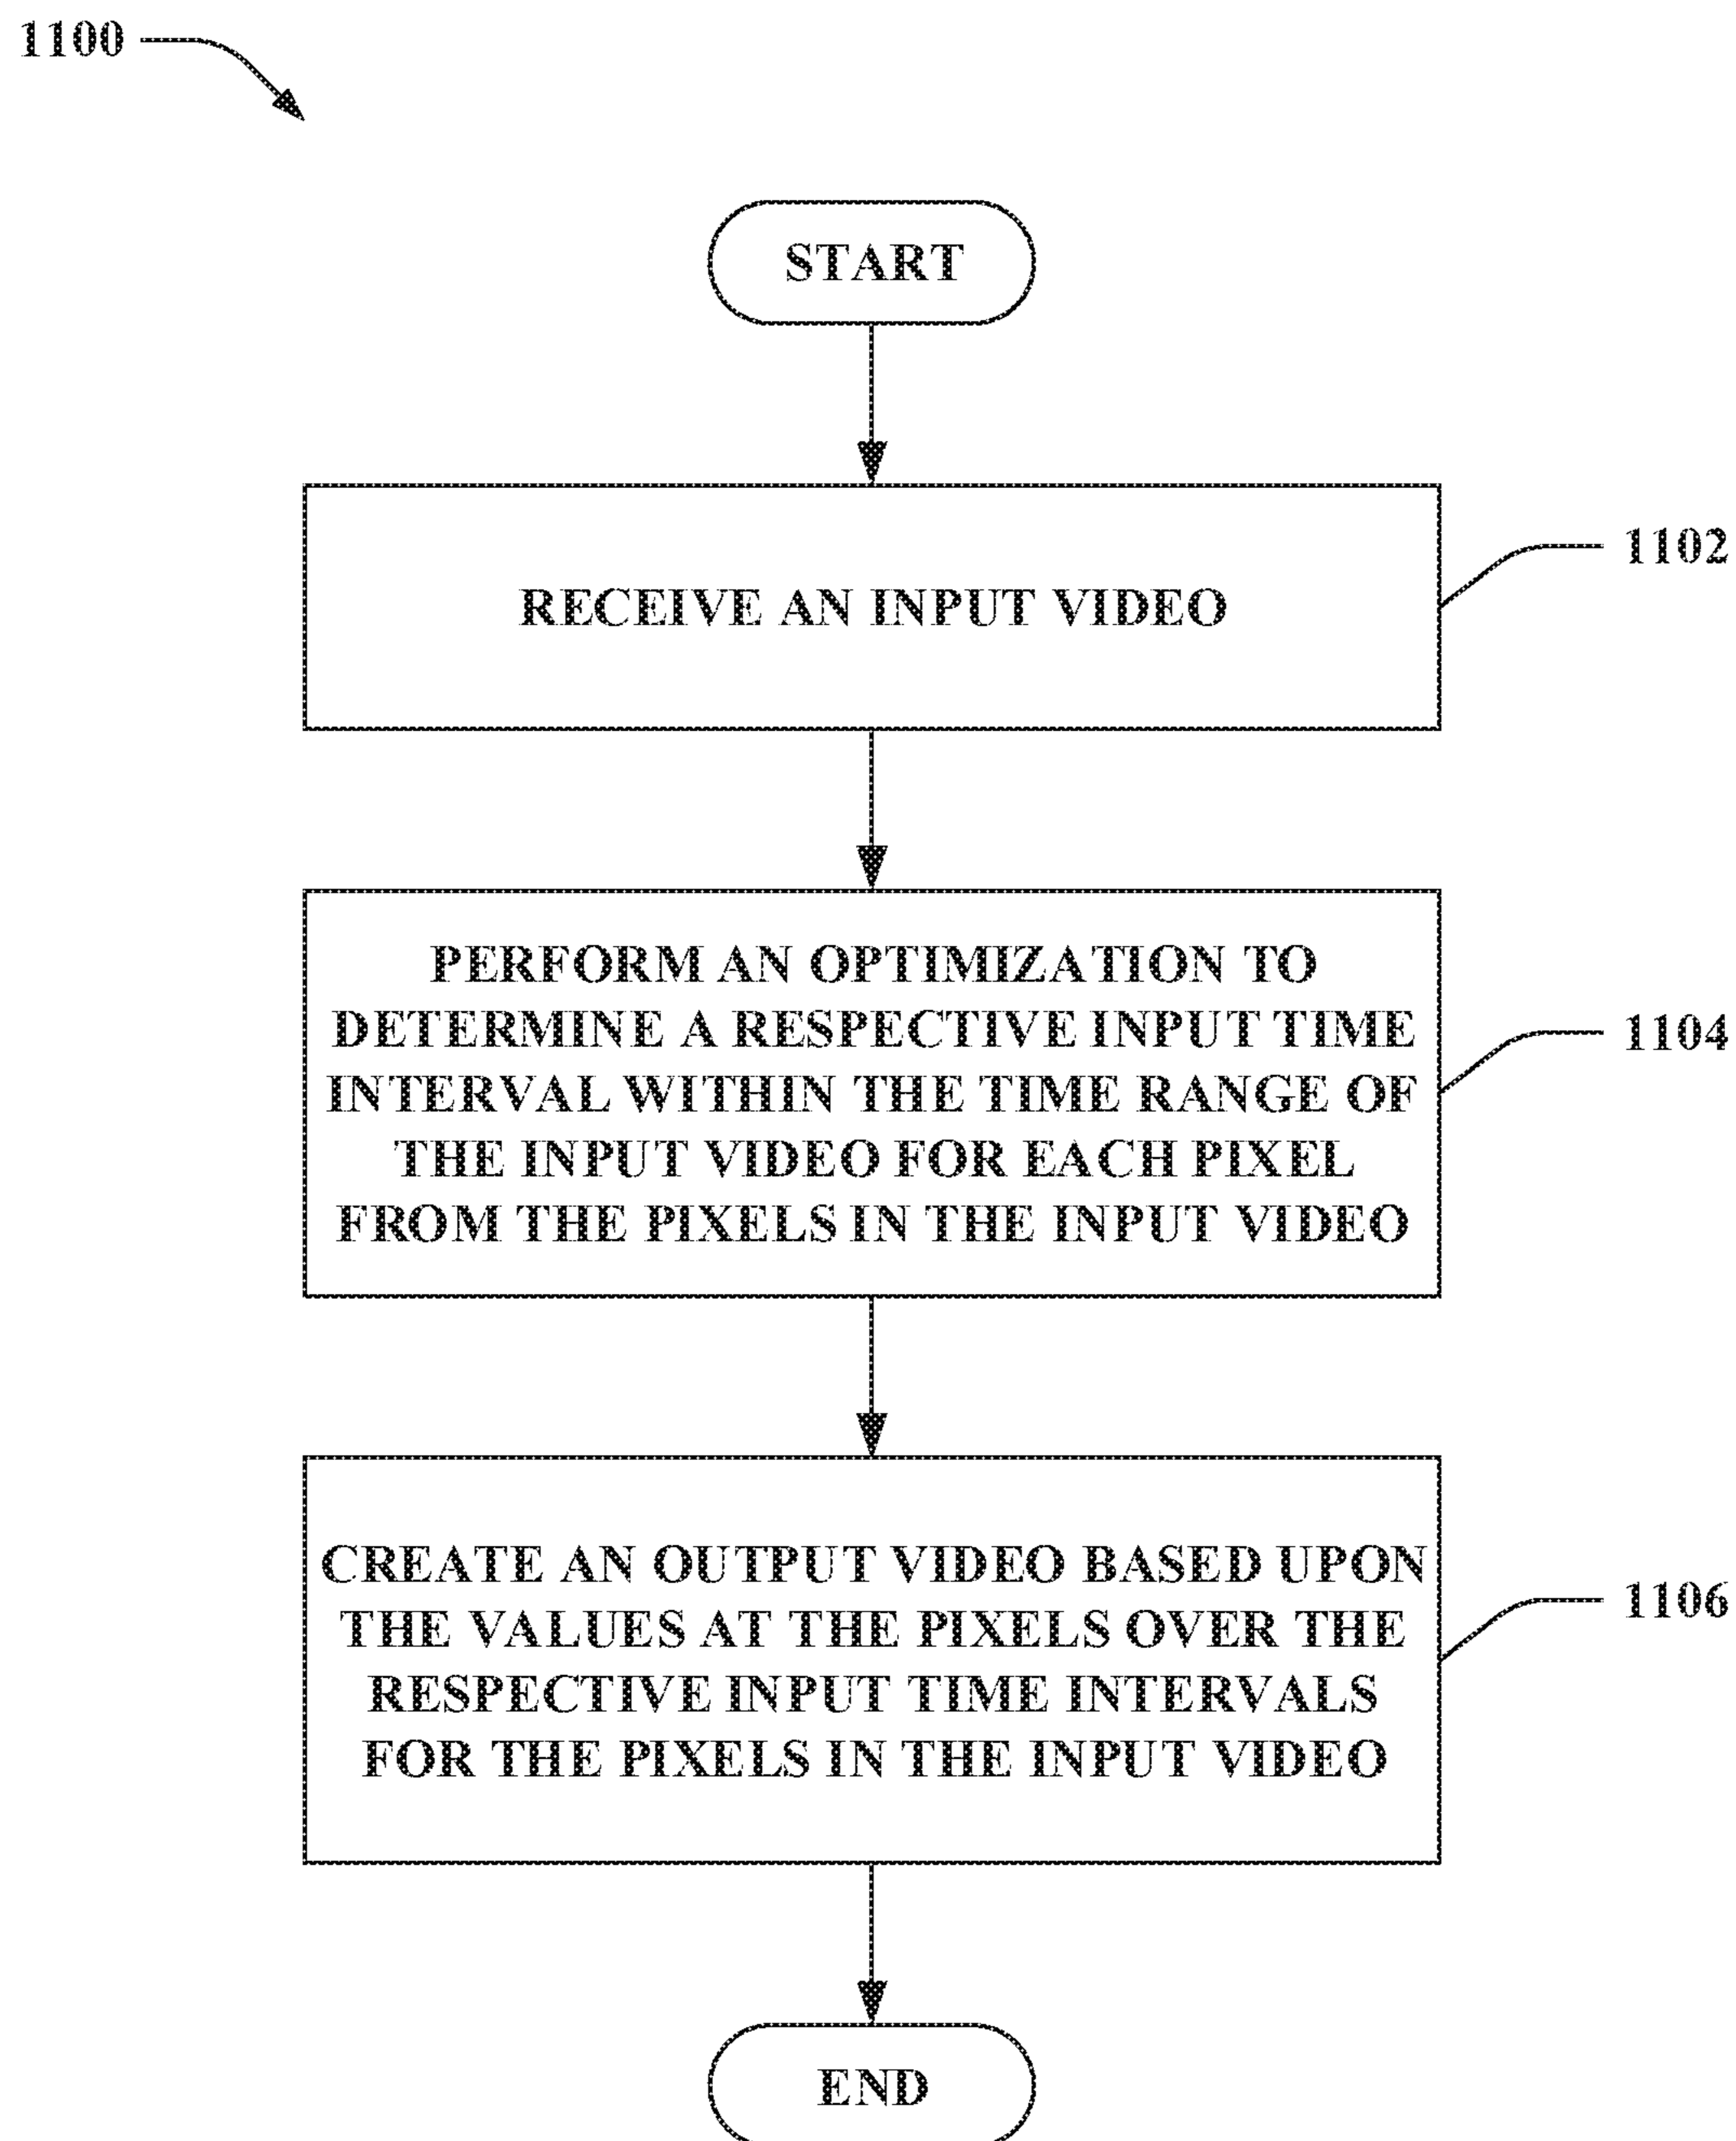 1100
START
RECEIVE AN INPUT VIDEO
1102
PERFORM AN OPTIMIZATION TO
DETERMINE A RESPECTIVE INPUT TIME
INTERVAL WITHIN THE TIME RANGE OF
THE INPUT VIDEO FOR EACH PIXEL
FROM THE PIXELS IN THE INPUT VIDEO
1104
CREATE AN OUTPUT VIDEO BASED UPON
THE VALUES AT THE PIXELS OVER THE
RESPECTIVE INPUT TIME INTERVALS
FOR THE PIXELS IN THE INPUT VIDEO
1106
END